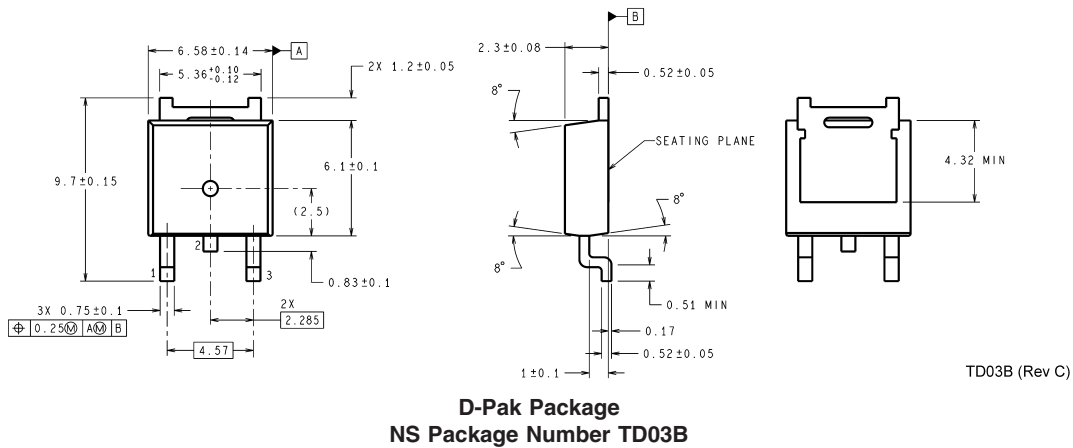 B
6.58±0.14
A
5.36 +0.10 -0.12
2X 1.2±0.05
2.3±0.08
0.52±0.05
8°
SEATING PLANE
6.1±0.1
4.32 MIN
9.7±0.15
(2.5)
8°
2
8°
1
3
0.83±0.1
0.51 MIN
3X 0.75±0.1
2X
⌖ 0.25Ⓜ AⓂ B
2.285
0.17
4.57
0.52±0.05
1±0.1
TD03B (Rev C)
D-Pak Package
NS Package Number TD03B